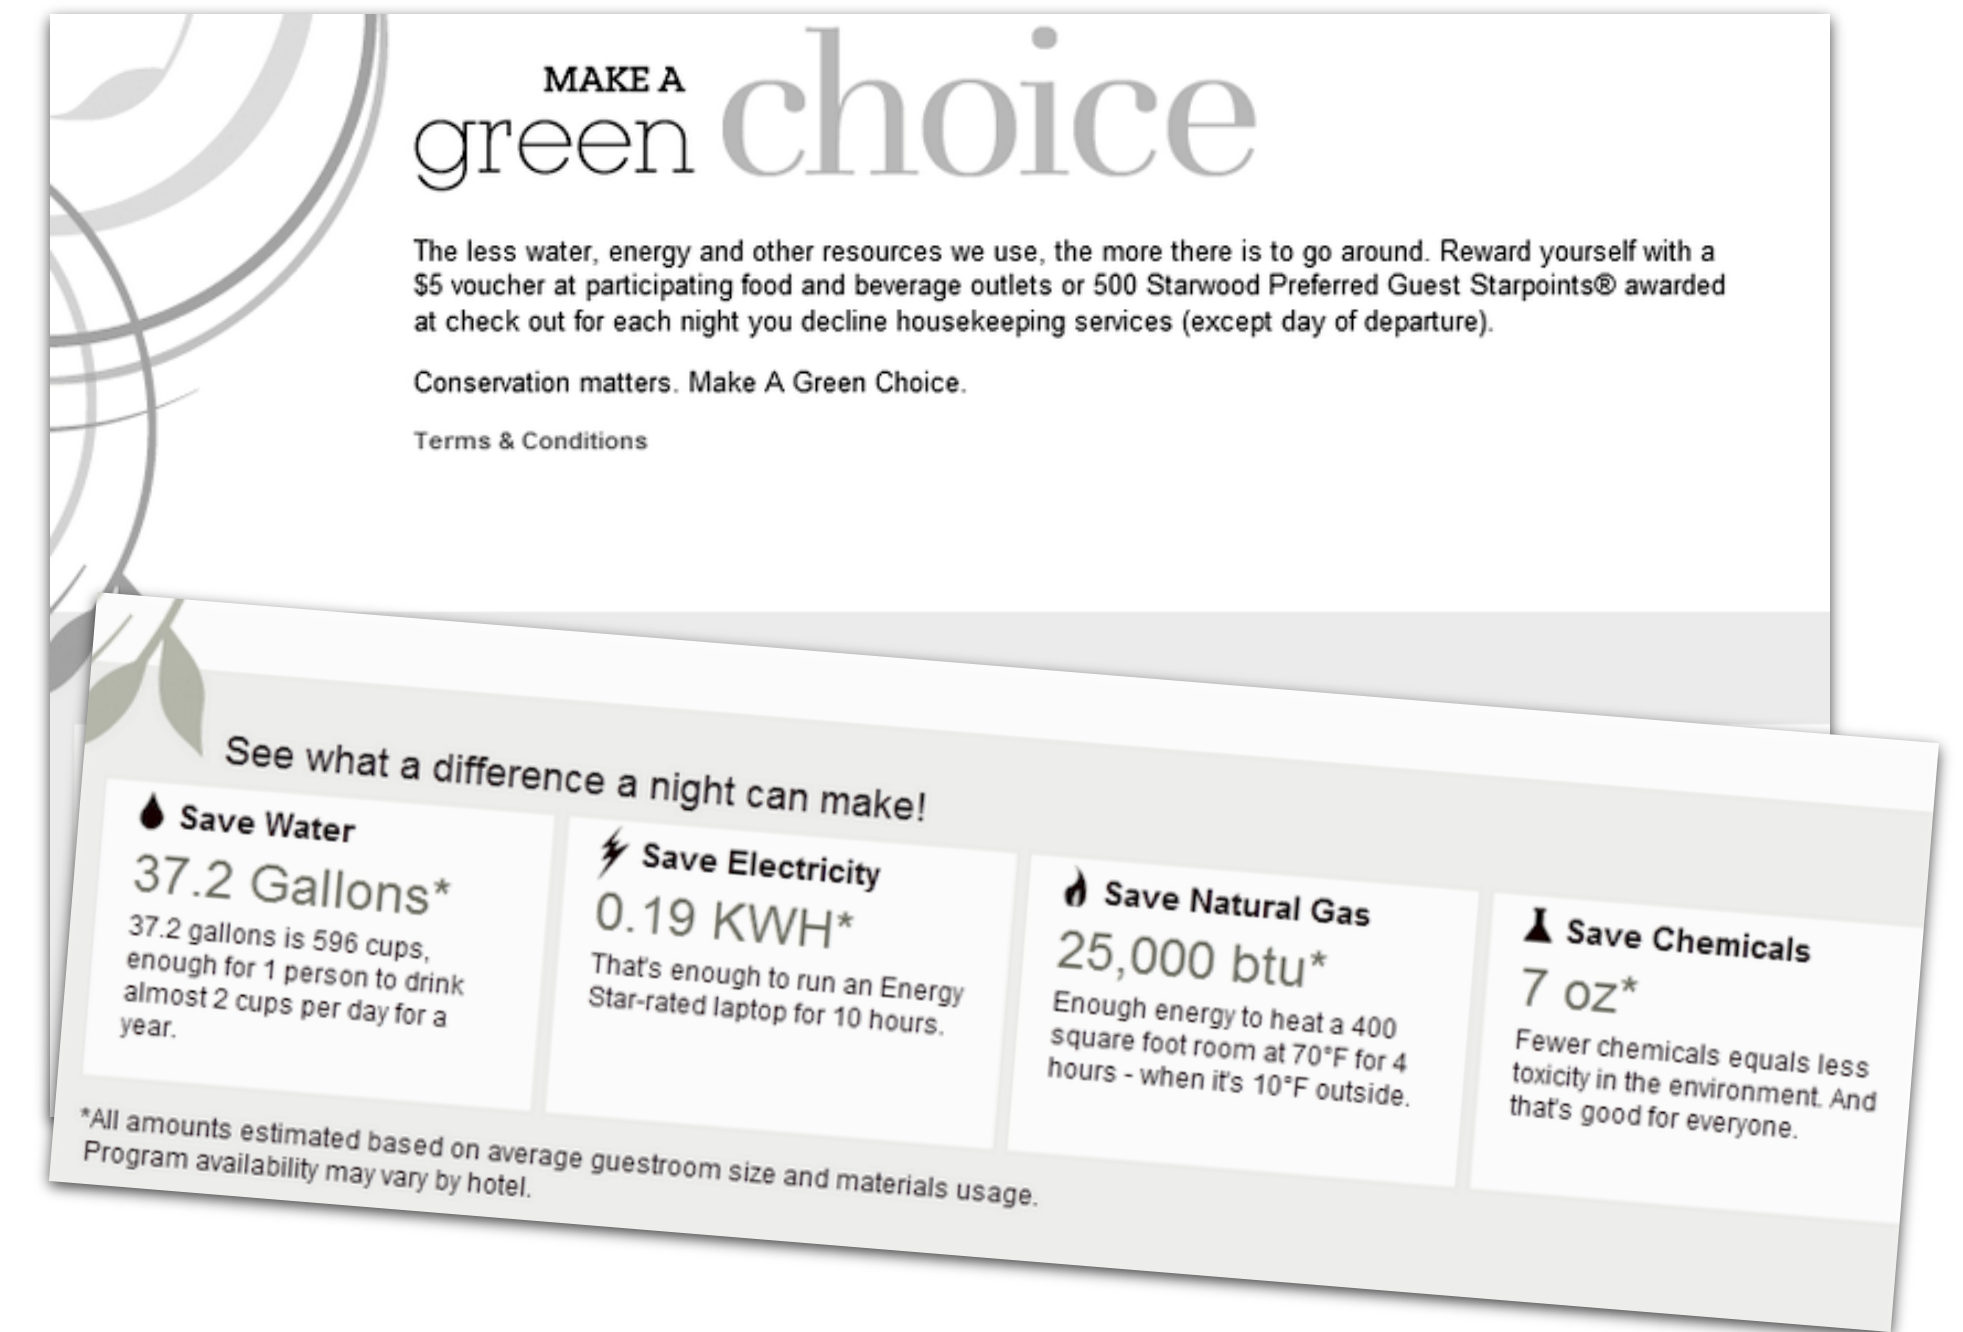 MAKE A
green choice
The less water, energy and other resources we use, the more there is to go around. Reward yourself with a
$5 voucher at participating food and beverage outlets or 500 Starwood Preferred Guest Starpoints® awarded
at check out for each night you decline housekeeping services (except day of departure).
Conservation matters. Make A Green Choice.
Terms & Conditions
See what a difference a night can make!
Save Water
37.2 Gallons*
37.2 gallons is 596 cups,
enough for 1 person to drink
almost 2 cups per day for a
year.
Save Electricity
0.19 KWH*
That's enough to run an Energy
Star-rated laptop for 10 hours.
Save Natural Gas
25,000 btu*
Enough energy to heat a 400
square foot room at 70°F for 4
hours - when it's 10°F outside.
Save Chemicals
7 oz*
Fewer chemicals equals less
toxicity in the environment. And
that's good for everyone.
*All amounts estimated based on average guestroom size and materials usage.
Program availability may vary by hotel.